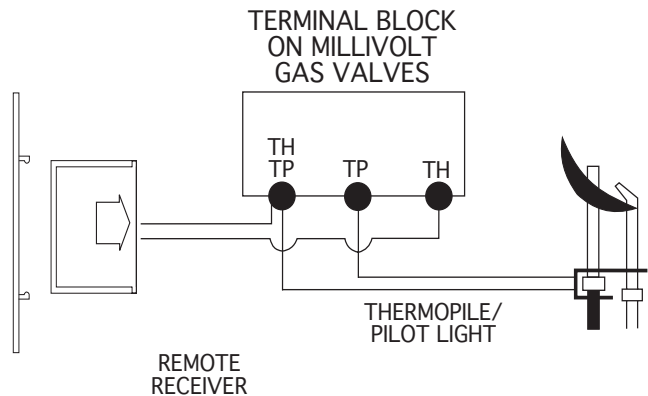 TERMINAL BLOCK
ON MILLIVOLT
GAS VALVES
TH
TP TP TH
THERMOPILE/
PILOT LIGHT
REMOTE
RECEIVER